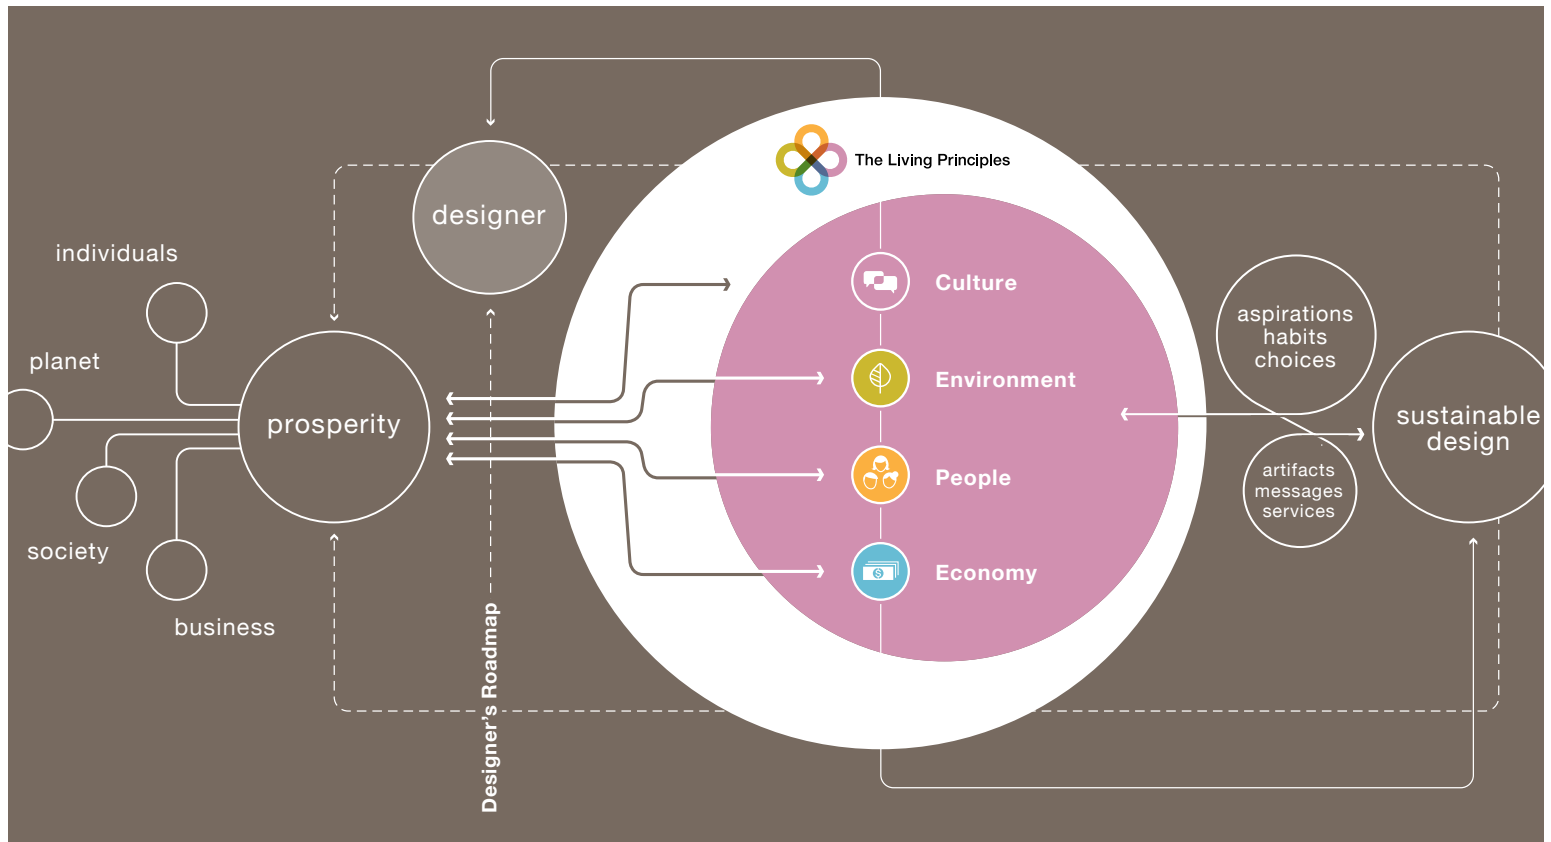 The Living Principles
designer
individuals
planet
prosperity
society
business
Designer's Roadmap
Culture
Environment
People
Economy
aspirations
habits
choices
artifacts
messages
services
sustainable
design
$